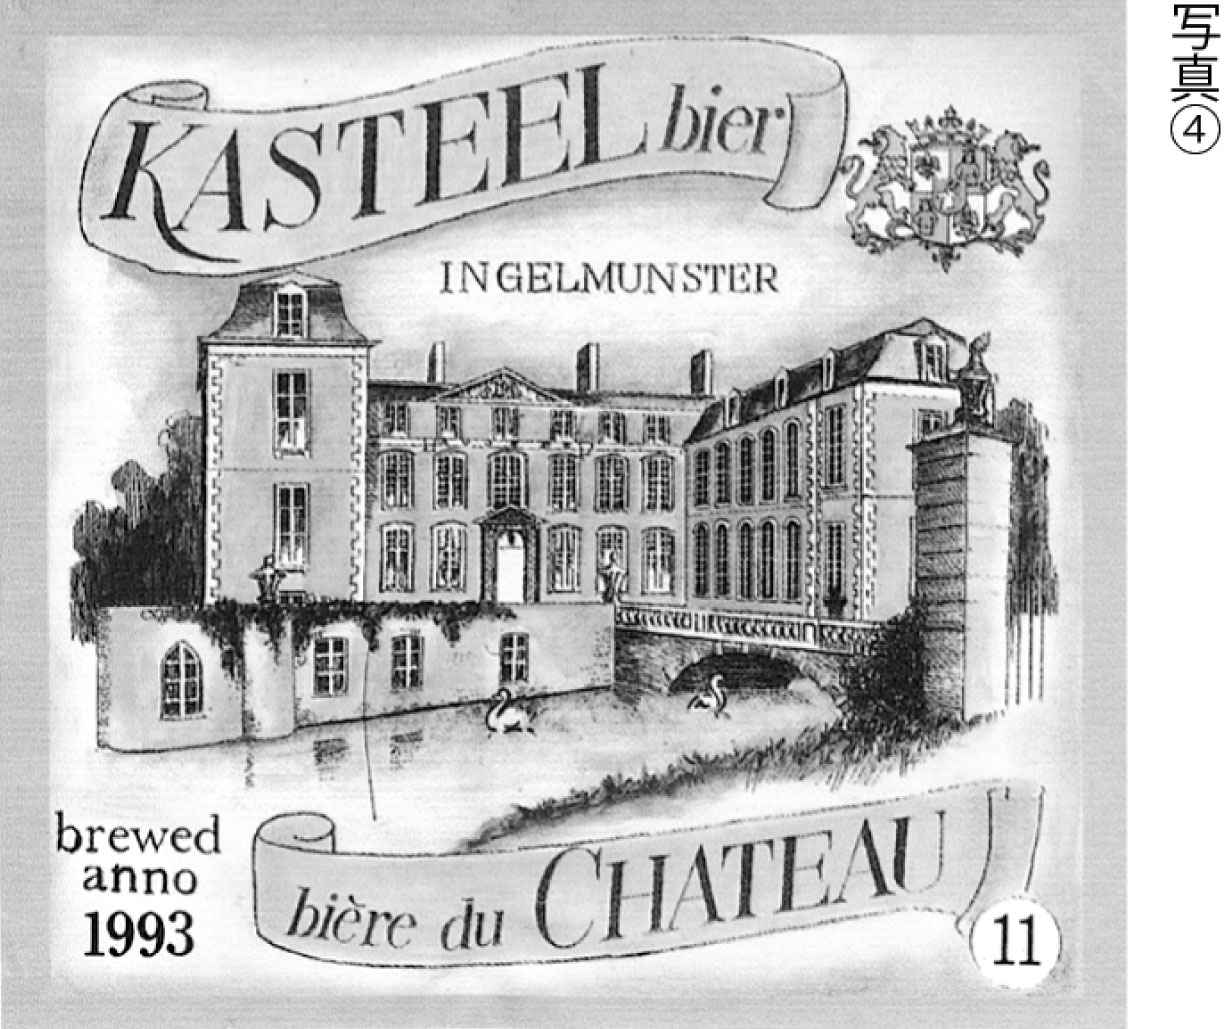 写真④
KASTEEL bier
INGELMUNSTER
brewed
anno
1993
bière du CHATEAU
11